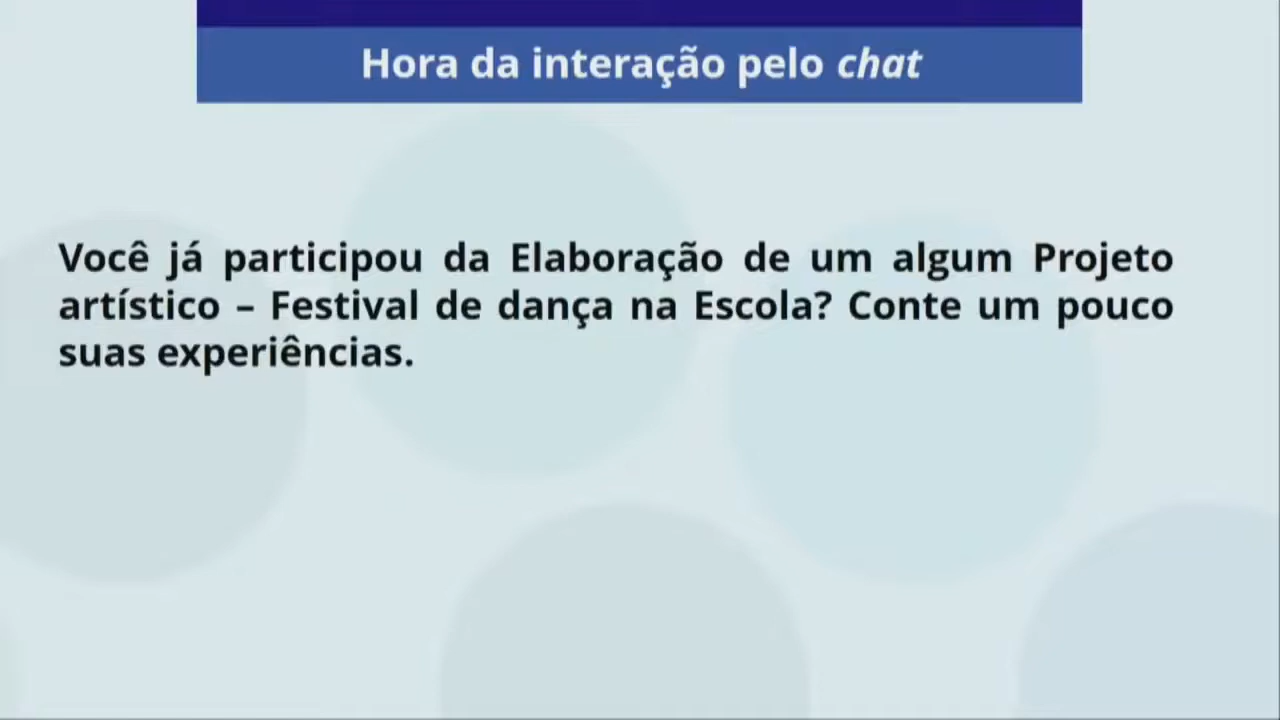 Hora da interação pelo chat
Você já participou da Elaboração de um algum Projeto
artístico – Festival de dança na Escola? Conte um pouco
suas experiências.